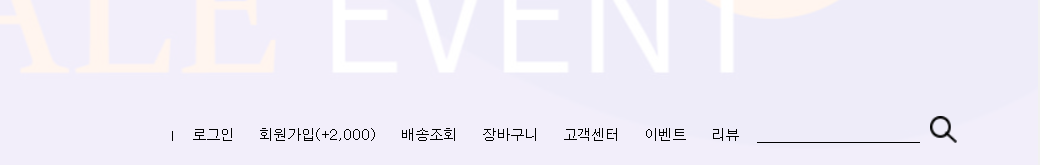 ALE EVENT
로그인 회원가입(+2,000) 배송조회 장바구니 고객센터 이벤트 리뷰